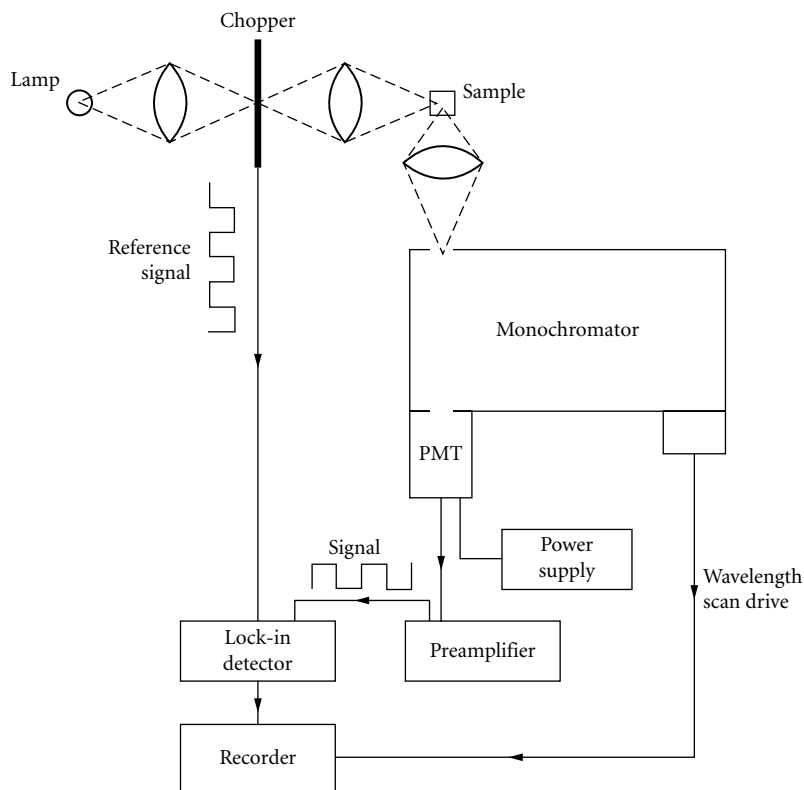 Chopper
Lamp
Sample
Reference
signal
Monochromator
PMT
Signal
Power
supply
Wavelength
scan drive
Lock-in
detector
Preamplifier
Recorder